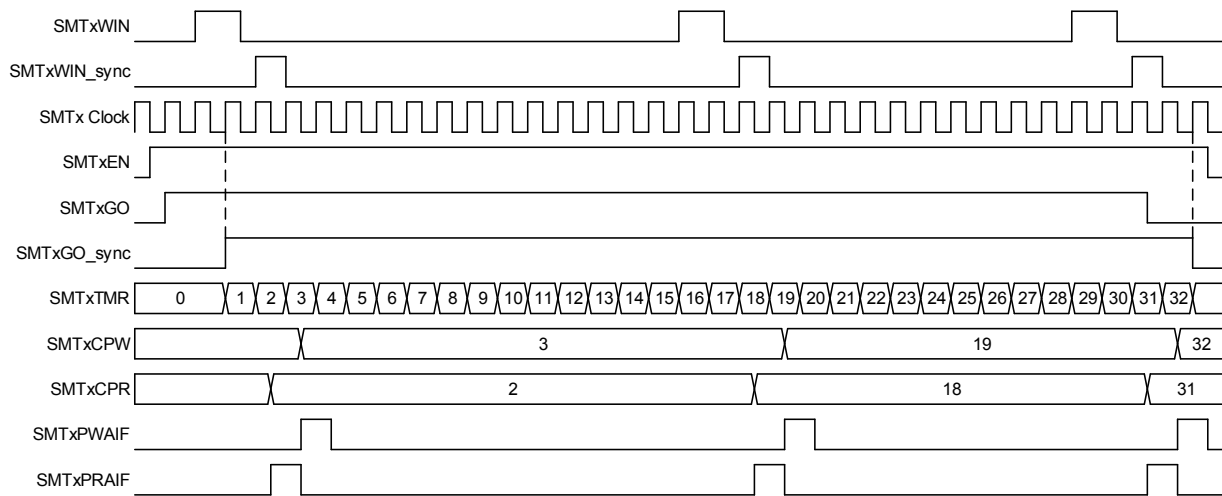 SMTxWIN
SMTxWIN_sync
SMTx Clock
SMTxEN
SMTxGO
SMTxGO_sync
SMTxTMR 0 1 2 3 4 5 6 7 8 9 10 11 12 13 14 15 16 17 18 19 20 21 22 23 24 25 26 27 28 29 30 31 32
SMTxCPW 3 19 32
SMTxCPR 2 18 31
SMTxPWAIF
SMTxPRAIF